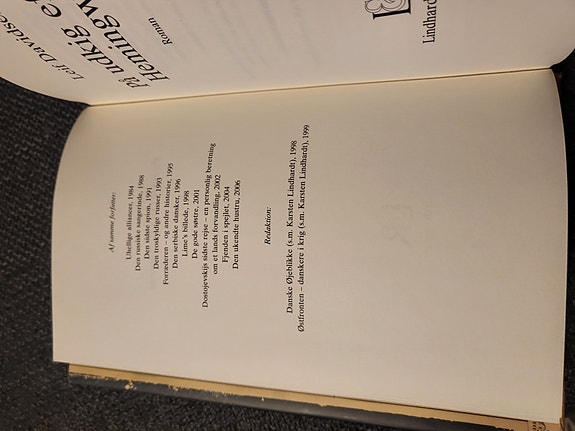 Af samme forfatter:
Uhellige alliancer, 1984
Den russiske sangerinde, 1988
Den sidste spion, 1991
Den troskyldige russer, 1993
Forræderen – og andre historier, 1995
Den serbiske dansker, 1996
Lime's billede, 1998
De gode søstre, 2001
Dostojevskijs sidste rejse – en personlig beretning
om et lands forvandling, 2002
Fjenden i spejlet, 2004
Den ukendte hustru, 2006
Redaktion:
Danske Øjeblikke (s.m. Karsten Lindhardt), 1998
Østfronten – danskere i krig (s.m. Karsten Lindhardt), 1999
Leif Davidse
På udkig e
Hemingw
Roman
Lindhard